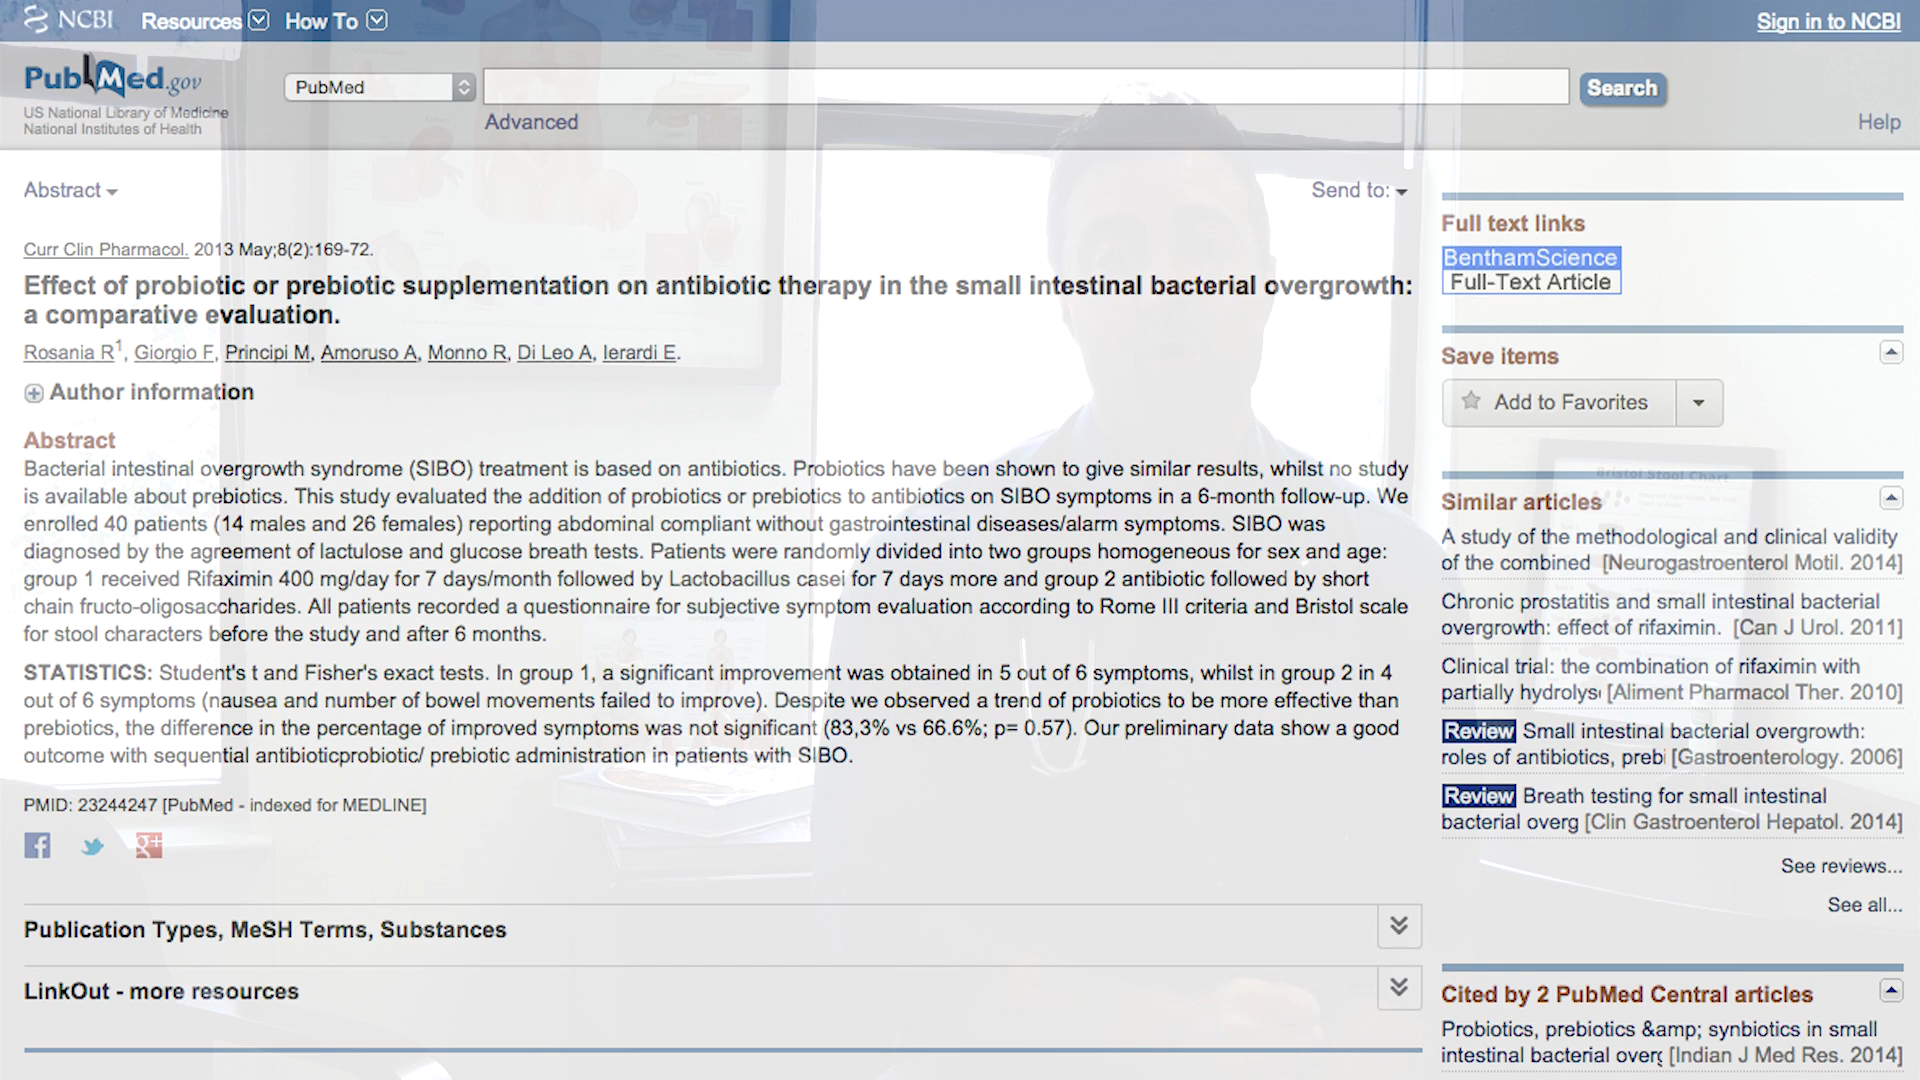 NCBI Resources How To Sign in to NCBI
PubMed.gov
US National Library of Medicine
National Institutes of Health
PubMed
Search
Advanced
Help
Abstract
Send to:
Curr Clin Pharmacol. 2013 May;8(2):169-72.
Effect of probiotic or prebiotic supplementation on antibiotic therapy in the small intestinal bacterial overgrowth:
a comparative evaluation.
Rosania R1, Giorgio F, Principi M, Amoruso A, Monno R, Di Leo A, Ierardi E.
Author information
Abstract
Bacterial intestinal overgrowth syndrome (SIBO) treatment is based on antibiotics. Probiotics have been shown to give similar results, whilst no study
is available about prebiotics. This study evaluated the addition of probiotics or prebiotics to antibiotics on SIBO symptoms in a 6-month follow-up. We
enrolled 40 patients (14 males and 26 females) reporting abdominal compliant without gastrointestinal diseases/alarm symptoms. SIBO was
diagnosed by the agreement of lactulose and glucose breath tests. Patients were randomly divided into two groups homogeneous for sex and age:
group 1 received Rifaximin 400 mg/day for 7 days/month followed by Lactobacillus casei for 7 days more and group 2 antibiotic followed by short
chain fructo-oligosaccharides. All patients recorded a questionnaire for subjective symptom evaluation according to Rome III criteria and Bristol scale
for stool characters before the study and after 6 months.
STATISTICS: Student's t and Fisher's exact tests. In group 1, a significant improvement was obtained in 5 out of 6 symptoms, whilst in group 2 in 4
out of 6 symptoms (nausea and number of bowel movements failed to improve). Despite we observed a trend of probiotics to be more effective than
prebiotics, the difference in the percentage of improved symptoms was not significant (83,3% vs 66.6%; p= 0.57). Our preliminary data show a good
outcome with sequential antibioticprobiotic/ prebiotic administration in patients with SIBO.
PMID: 23244247 [PubMed - indexed for MEDLINE]
g+
Publication Types, MeSH Terms, Substances
LinkOut - more resources
Full text links
BenthamScience
Full-Text Article
Save items
Add to Favorites
Bristol Stool Chart
Similar articles
A study of the methodological and clinical validity
of the combined [Neurogastroenterol Motil. 2014]
Chronic prostatitis and small intestinal bacterial
overgrowth: effect of rifaximin. [Can J Urol. 2011]
Clinical trial: the combination of rifaximin with
partially hydrolys [Aliment Pharmacol Ther. 2010]
Review Small intestinal bacterial overgrowth:
roles of antibiotics, preb [Gastroenterology. 2006]
Review Breath testing for small intestinal
bacterial overg [Clin Gastroenterol Hepatol. 2014]
See reviews...
See all...
Cited by 2 PubMed Central articles
Probiotics, prebiotics &amp; synbiotics in small
intestinal bacterial overg [Indian J Med Res. 2014]